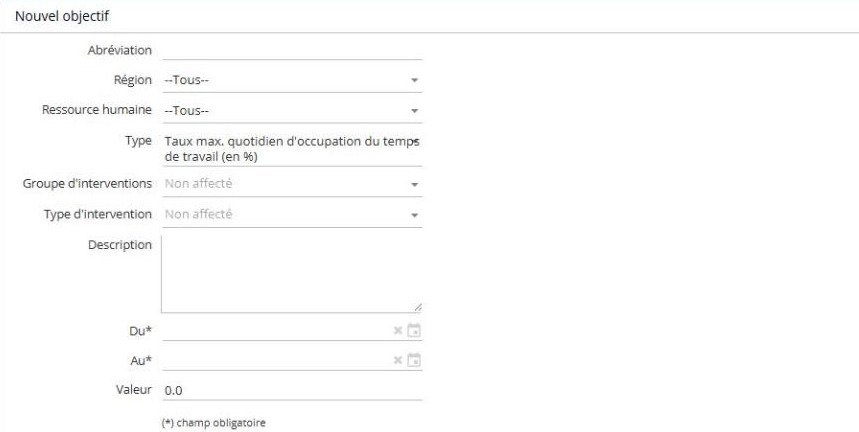 Nouvel objectif
Abréviation
Région --Tous--
Ressource humaine --Tous--
Type Taux max. quotidien d'occupation du temps
de travail (en %)
Groupe d'interventions Non affecté
Type d'intervention Non affecté
Description
Du*
Au*
Valeur 0.0
(*) champ obligatoire